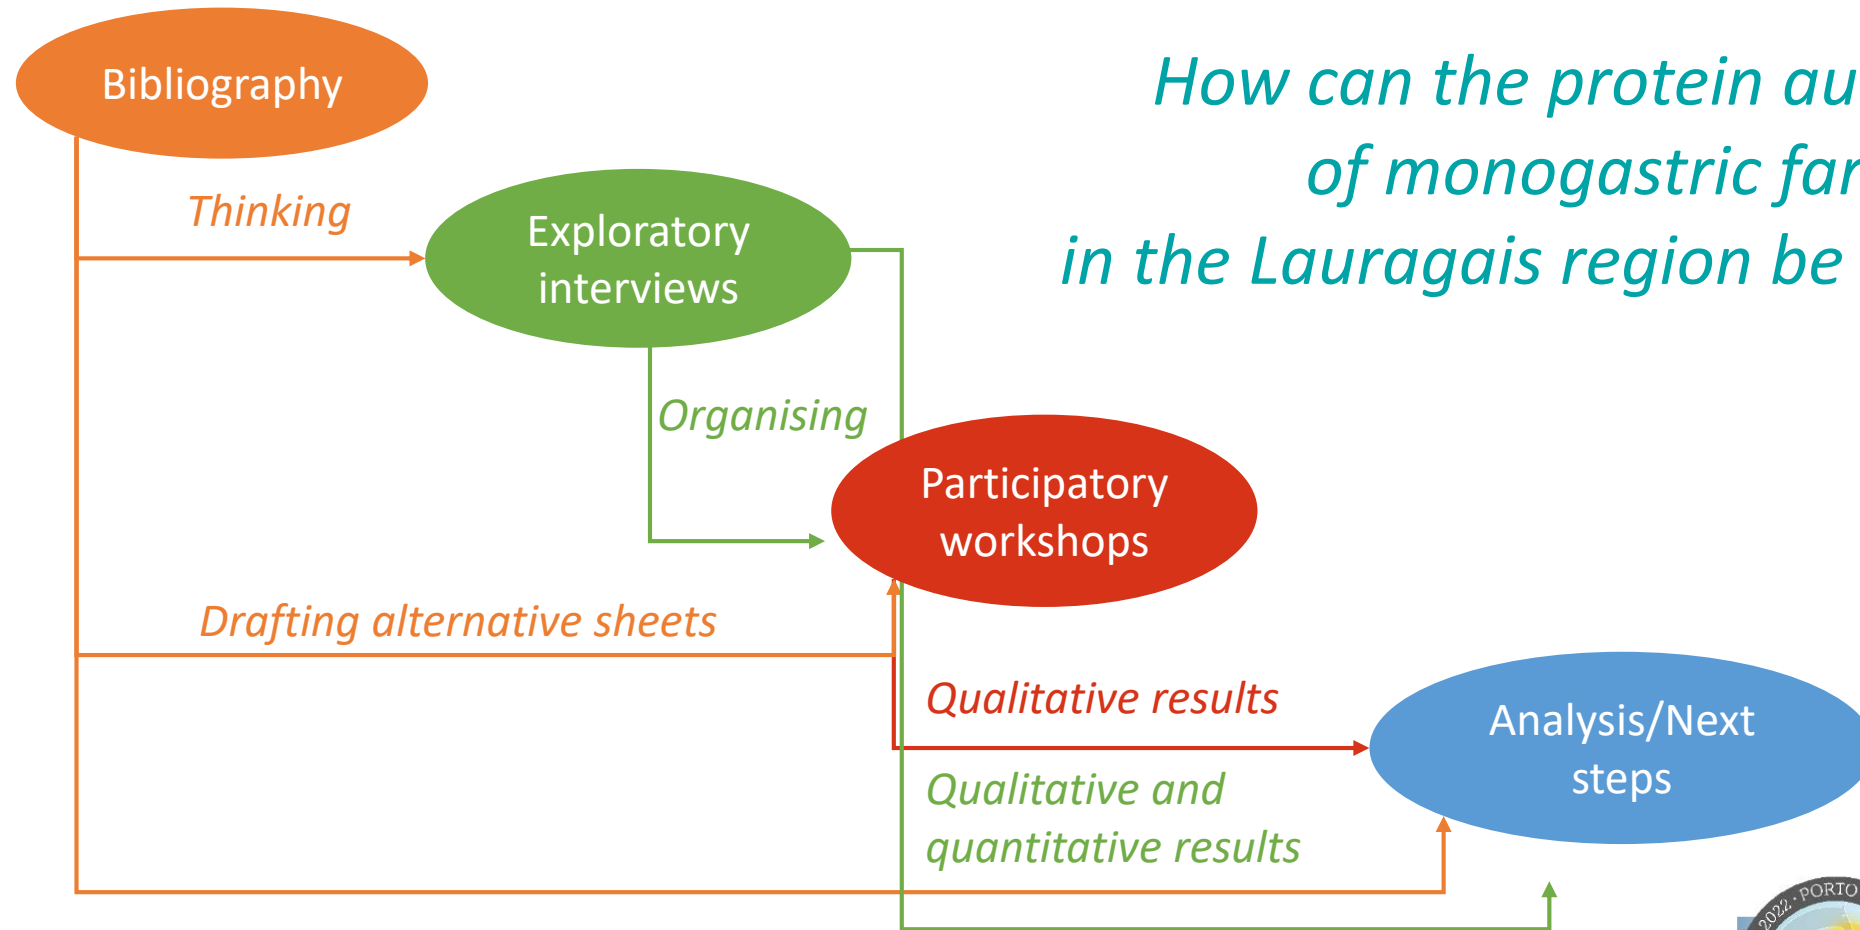 Bibliography
How can the protein au
of monogastric far
in the Lauragais region be
Thinking
Exploratory
interviews
Organising
Participatory
workshops
Drafting alternative sheets
Qualitative results
Analysis/Next
steps
Qualitative and
quantitative results
2022 · PORTO